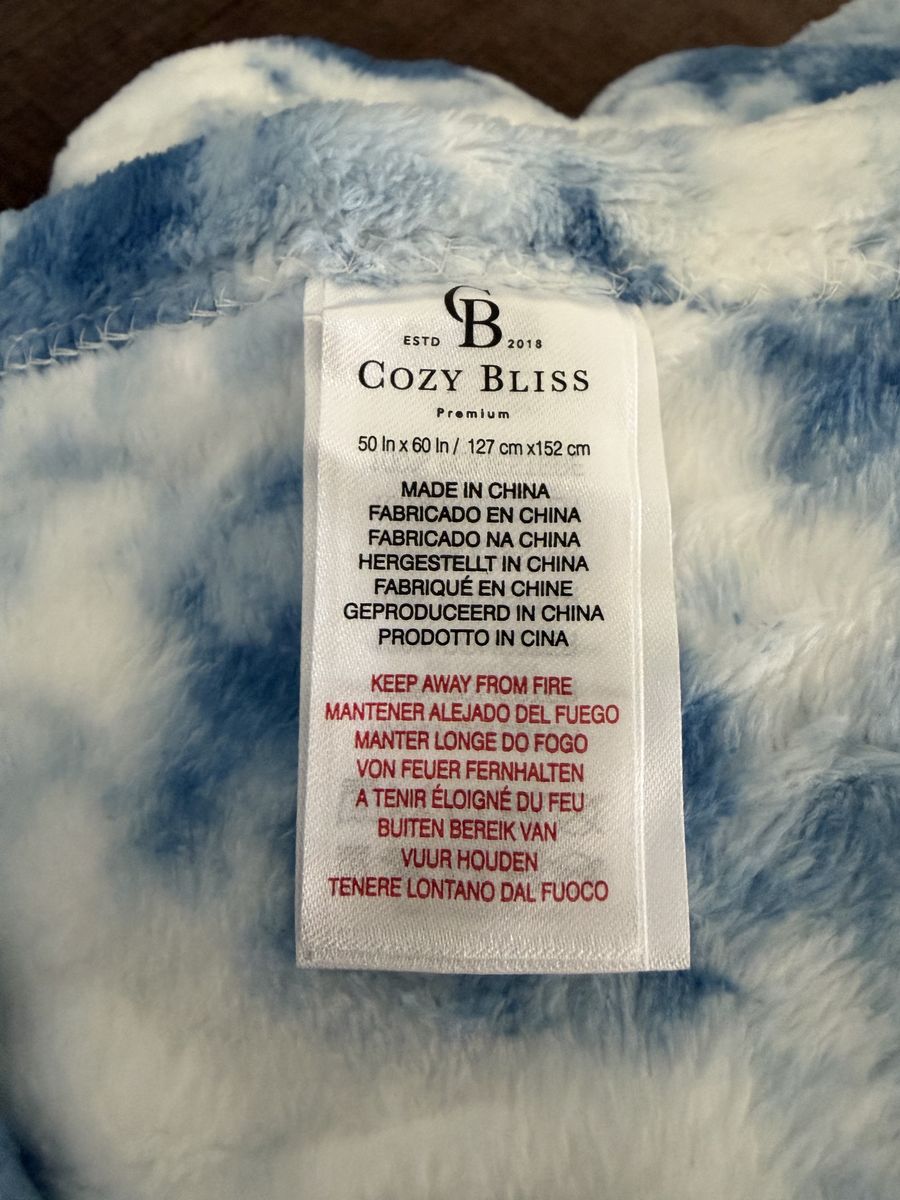 CB
ESTD 2018
COZY BLISS
Premium
50 In x 60 In / 127 cm x152 cm
MADE IN CHINA
FABRICADO EN CHINA
FABRICADO NA CHINA
HERGESTELLT IN CHINA
FABRIQUÉ EN CHINE
GEPRODUCEERD IN CHINA
PRODOTTO IN CINA
KEEP AWAY FROM FIRE
MANTENER ALEJADO DEL FUEGO
MANTER LONGE DO FOGO
VON FEUER FERNHALTEN
A TENIR ÉLOIGNÉ DU FEU
BUITEN BEREIK VAN
VUUR HOUDEN
TENERE LONTANO DAL FUOCO